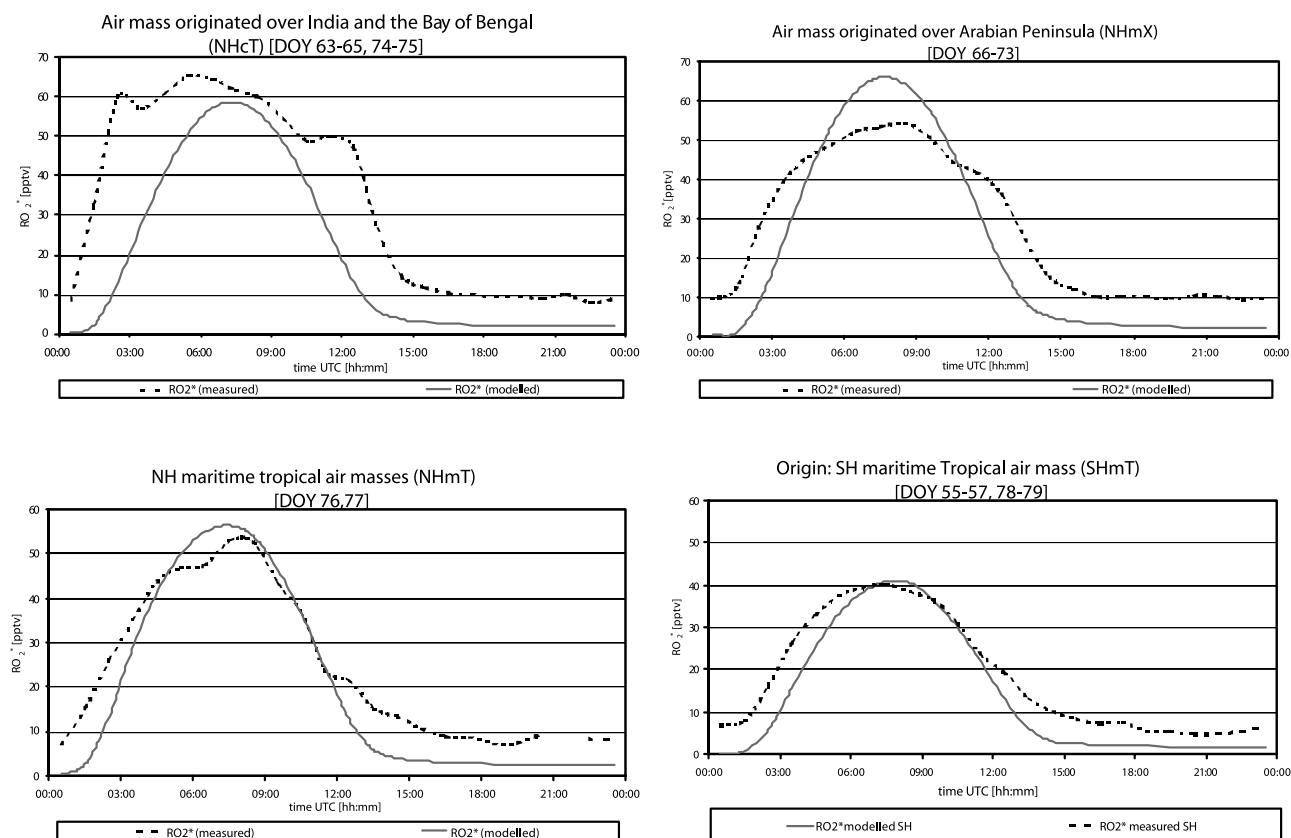 Air mass originated over India and the Bay of Bengal
(NHcT) [DOY 63-65, 74-75]
70
60
50
40
30
20
10
0
RO2* [pptv]
00:00 03:00 06:00 09:00 12:00 15:00 18:00 21:00 00:00
time UTC [hh:mm]
RO2* (measured) RO2* (modelled)
Air mass originated over Arabian Peninsula (NHmX)
[DOY 66-73]
70
60
50
40
30
20
10
0
RO2* [pptv]
00:00 03:00 06:00 09:00 12:00 15:00 18:00 21:00 00:00
time UTC [hh:mm]
RO2* (measured) RO2* (modelled)
NH maritime tropical air masses (NHmT)
[DOY 76,77]
60
50
40
30
20
10
0
RO2* [pptv]
00:00 03:00 06:00 09:00 12:00 15:00 18:00 21:00 00:00
time UTC [hh:mm]
RO2* (measured) RO2* (modelled)
Origin: SH maritime Tropical air mass (SHmT)
[DOY 55-57, 78-79]
60
50
40
30
20
10
0
RO2* [pptv]
00:00 03:00 06:00 09:00 12:00 15:00 18:00 21:00 00:00
time UTC [hh:mm]
RO2* modelled SH RO2* measured SH